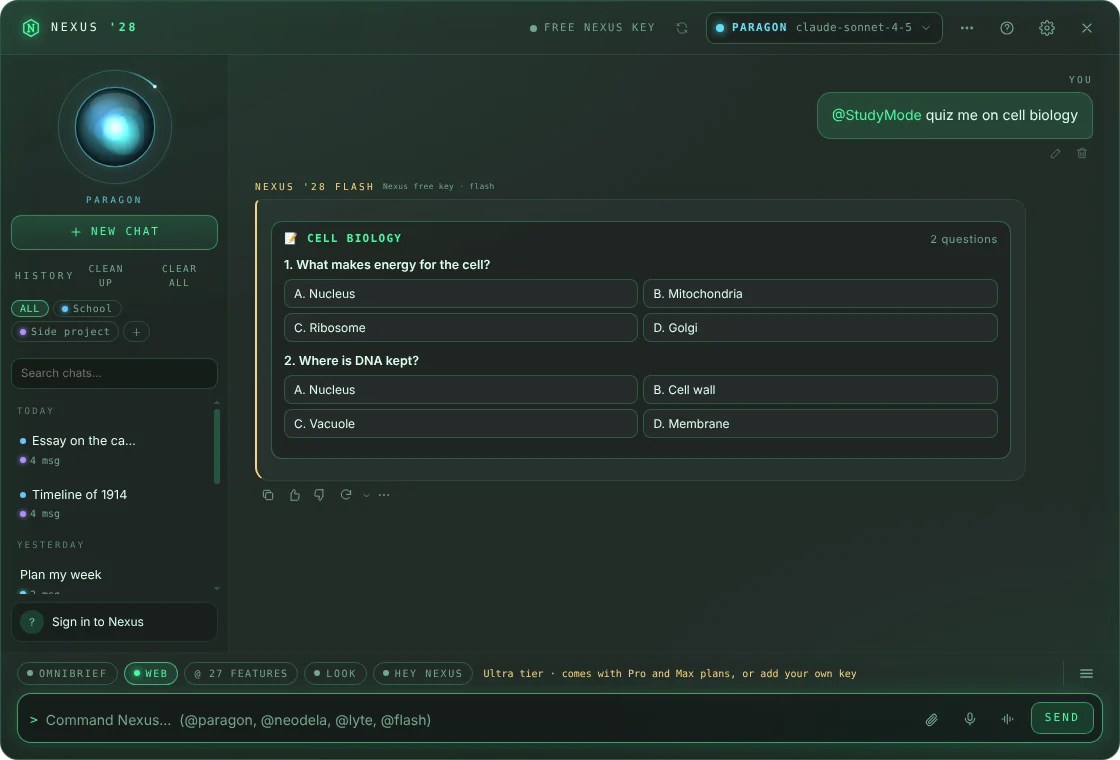 NEXUS '28
FREE NEXUS KEY
PARAGON claude-sonnet-4-5
PARAGON
+ NEW CHAT
HISTORY
CLEAN UP
CLEAR ALL
ALL
School
Side project
+
Search chats...
TODAY
Essay on the ca...
4 msg
Timeline of 1914
4 msg
YESTERDAY
Plan my week
? Sign in to Nexus
YOU
@StudyMode quiz me on cell biology
NEXUS '28 FLASH Nexus free key · flash
CELL BIOLOGY
2 questions
1. What makes energy for the cell?
A. Nucleus
B. Mitochondria
C. Ribosome
D. Golgi
2. Where is DNA kept?
A. Nucleus
B. Cell wall
C. Vacuole
D. Membrane
OMNIBRIEF
WEB
@ 27 FEATURES
LOOK
HEY NEXUS
Ultra tier · comes with Pro and Max plans, or add your own key
> Command Nexus... (@paragon, @neodela, @lyte, @flash)
SEND